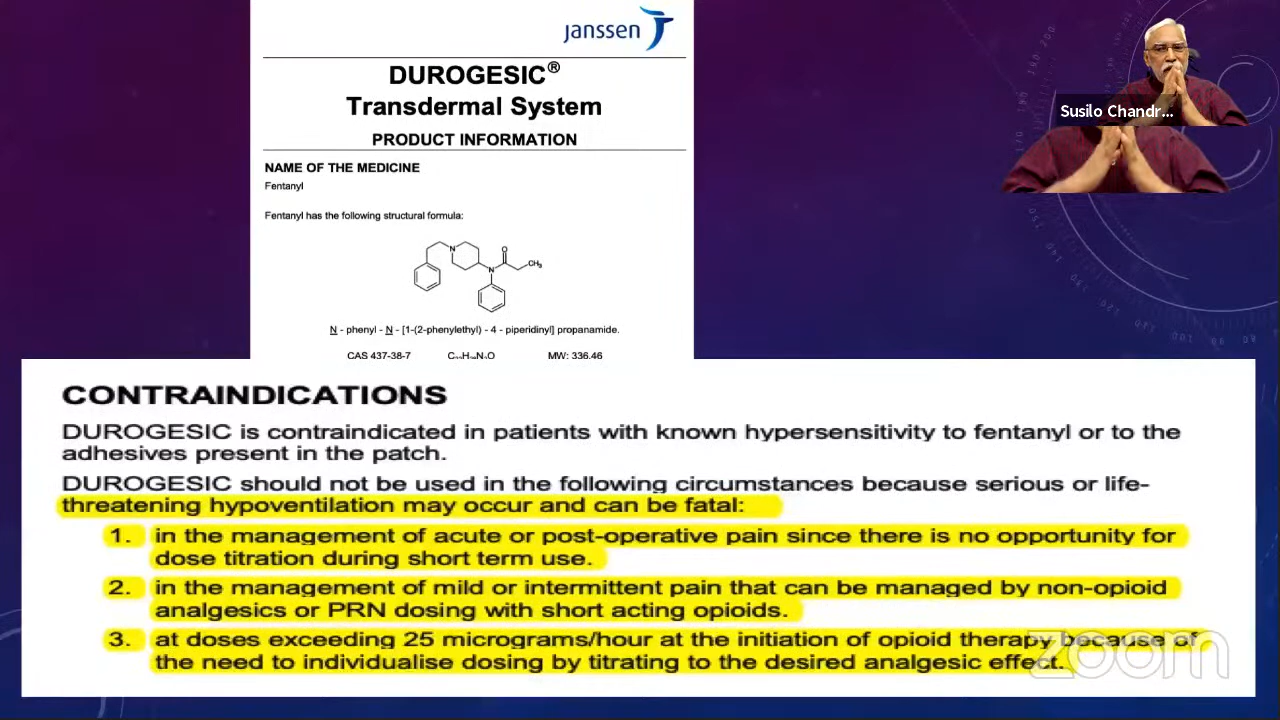 Janssen
DUROGESIC®
Transdermal System
PRODUCT INFORMATION
NAME OF THE MEDICINE
Fentanyl
Fentanyl has the following structural formula:
N
O
CH₃
N
N - phenyl - N - [1-(2-phenylethyl) - 4 - piperidinyl] propanamide.
CAS 437-38-7 MW: 336.46
Susilo Chandr...
CONTRAINDICATIONS
DUROGESIC is contraindicated in patients with known hypersensitivity to fentanyl or to the
adhesives present in the patch.
DUROGESIC should not be used in the following circumstances because serious or life-
threatening hypoventilation may occur and can be fatal:
1. in the management of acute or post-operative pain since there is no opportunity for
dose titration during short term use.
2. in the management of mild or intermittent pain that can be managed by non-opioid
analgesics or PRN dosing with short acting opioids.
3. at doses exceeding 25 micrograms/hour at the initiation of opioid therapy because of
the need to individualise dosing by titrating to the desired analgesic effect.
zoom